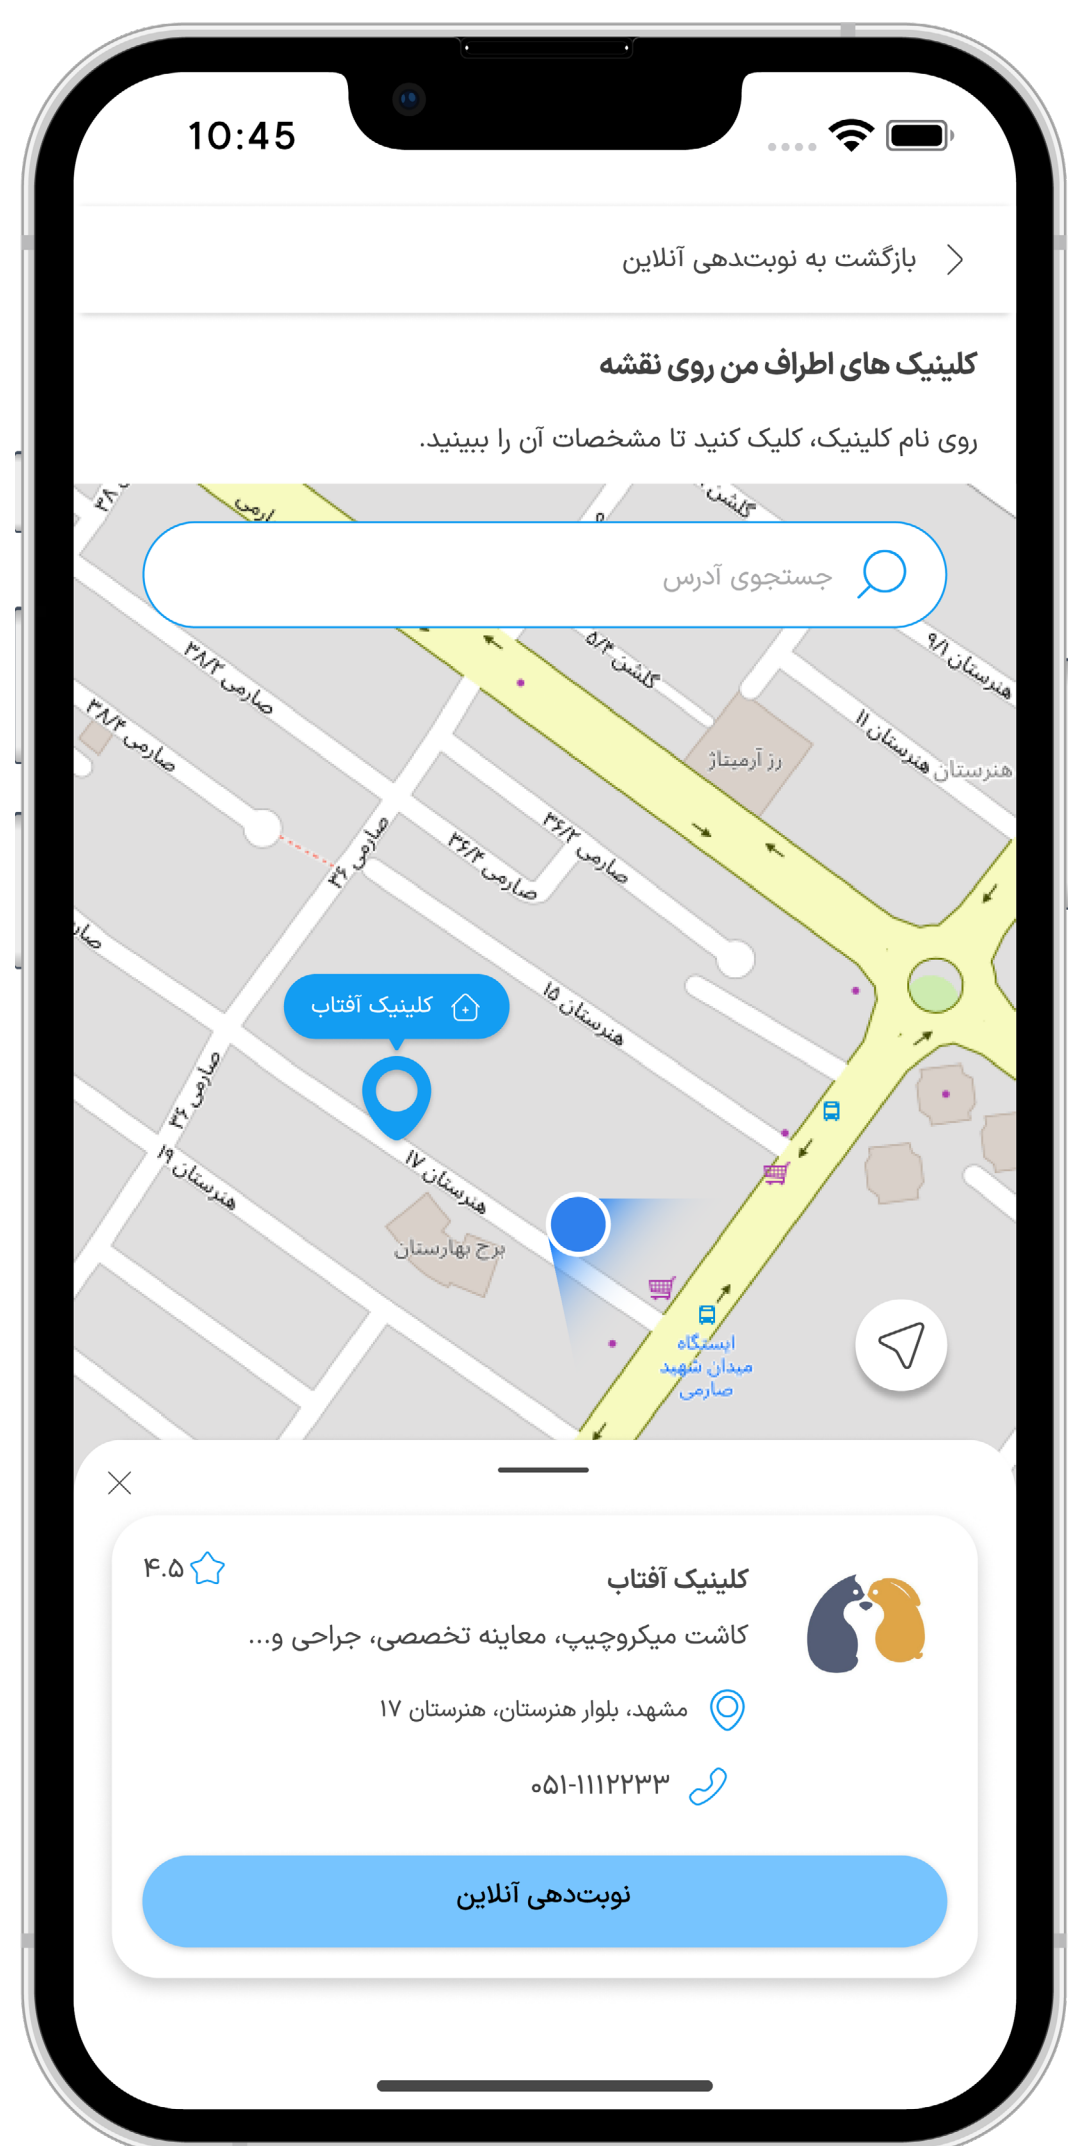 10:45
بازگشت به نوبت‌دهی آنلاین
کلینیک های اطراف من روی نقشه
روی نام کلینیک، کلیک کنید تا مشخصات آن را ببینید.
۳۸
گلشن
جستجوی آدرس
صارمی ۳۸/۲
گلشن ۵/۴
هنرستان ۹/۱
صارمی ۳۸/۴
رز آرمیتاژ
هنرستان ۱۱
هنرستان
صارمی ۳۶
صارمی ۳۶/۴
صارمی ۳۶/۲
کلینیک آفتاب
هنرستان ۱۵
صارمی ۳۶
هنرستان ۱۹
هنرستان ۱۷
برج بهارستان
ایستگاه
میدان شهید
صارمی
کلینیک آفتاب
۴.۵
کاشت میکروچیپ، معاینه تخصصی، جراحی و...
مشهد، بلوار هنرستان، هنرستان ۱۷
۰۵۱-۱۱۱۲۲۳۳
نوبت‌دهی آنلاین